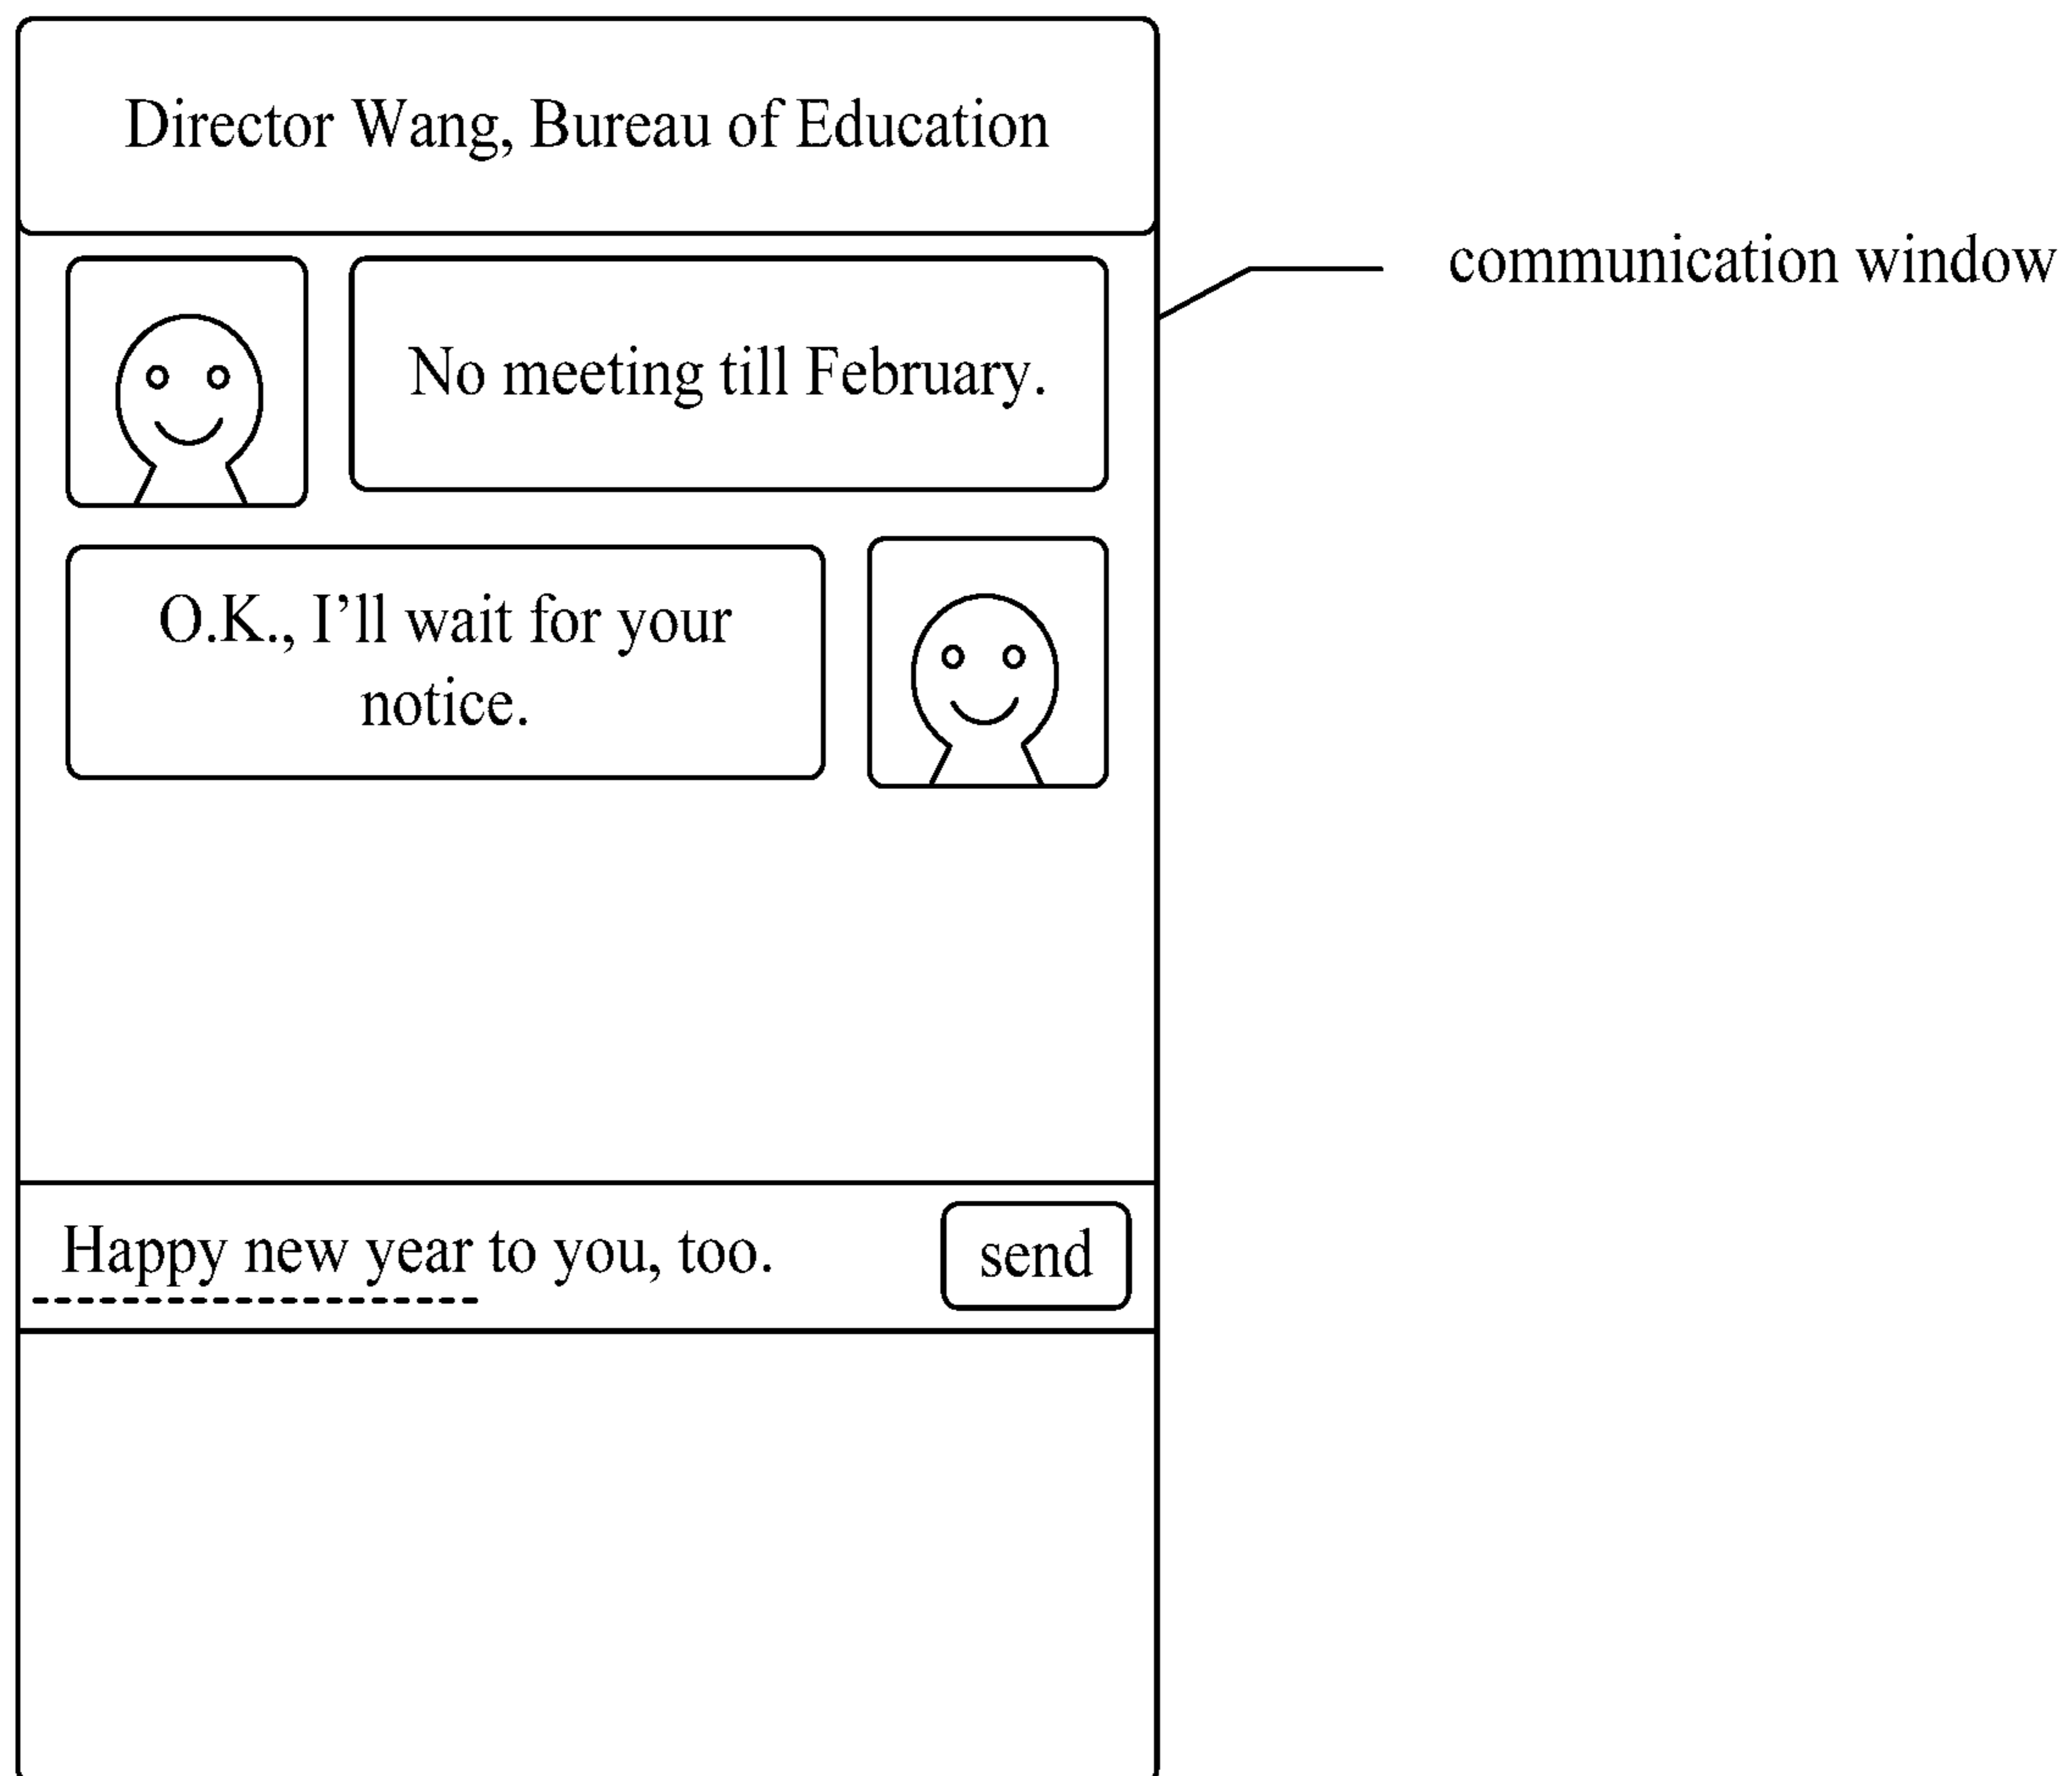 Director Wang, Bureau of Education
communication window
No meeting till February.
O.K., I’ll wait for your
notice.
Happy new year to you, too.
send